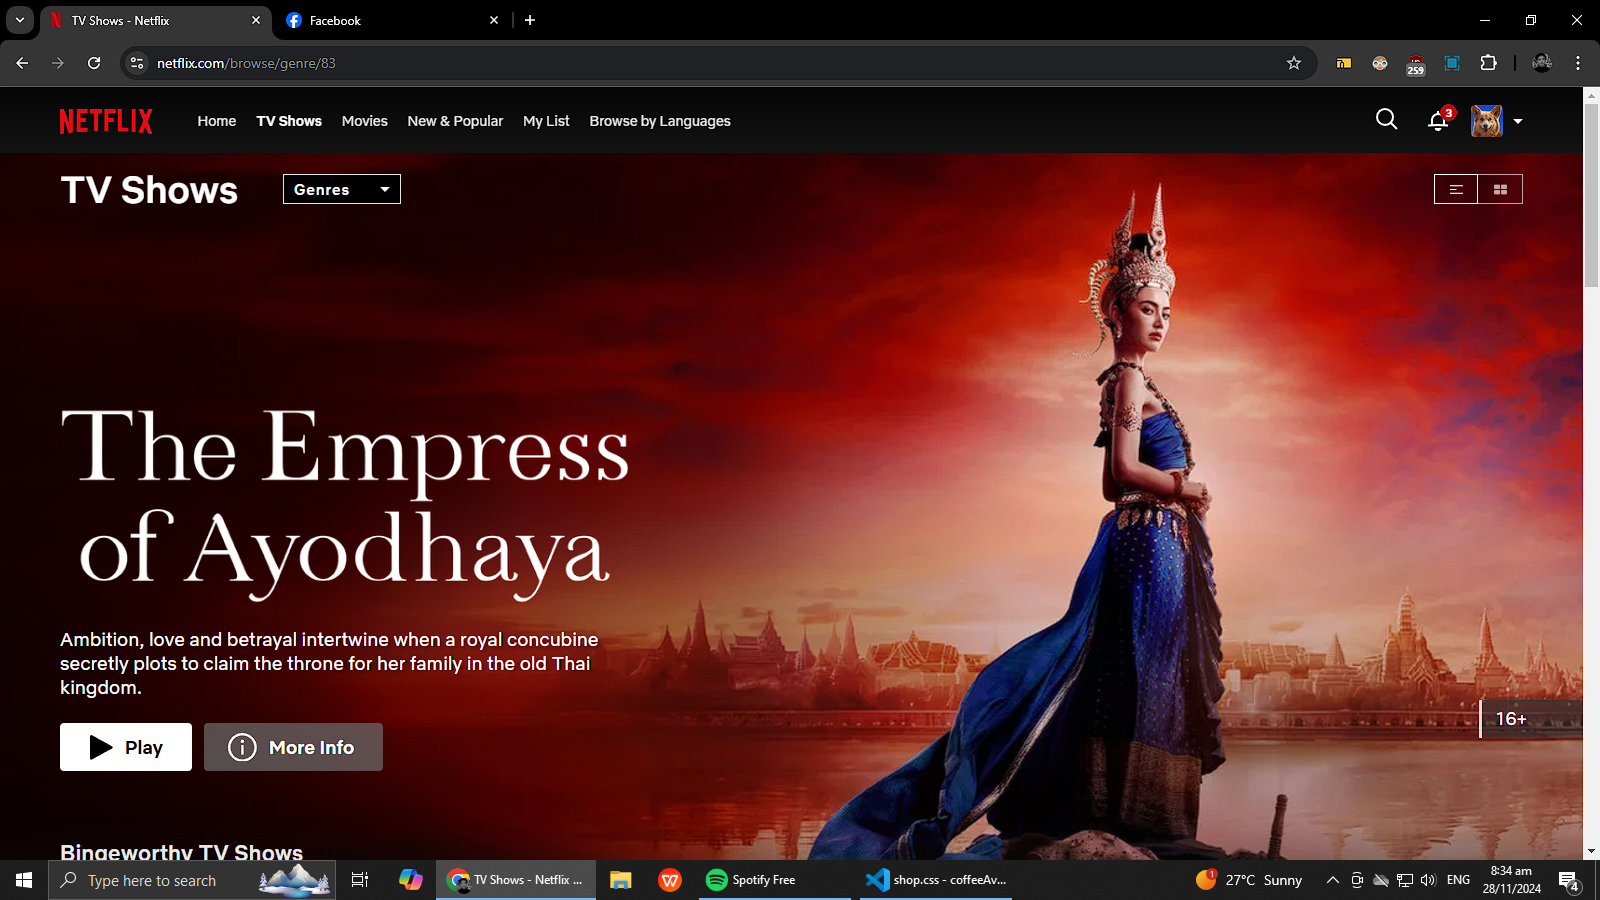 TV Shows - Netflix
Facebook
netflix.com/browse/genre/83
259
NETFLIX
Home
TV Shows
Movies
New & Popular
My List
Browse by Languages
3
TV Shows
Genres
The Empress
of Ayodhaya
Ambition, love and betrayal intertwine when a royal concubine
secretly plots to claim the throne for her family in the old Thai
kingdom.
16+
Play
More Info
Bingeworthy TV Shows
Type here to search
TV Shows - Netflix ...
Spotify Free
shop.css - coffeeAv...
1
27°C Sunny
ENG
8:34 am
28/11/2024
4